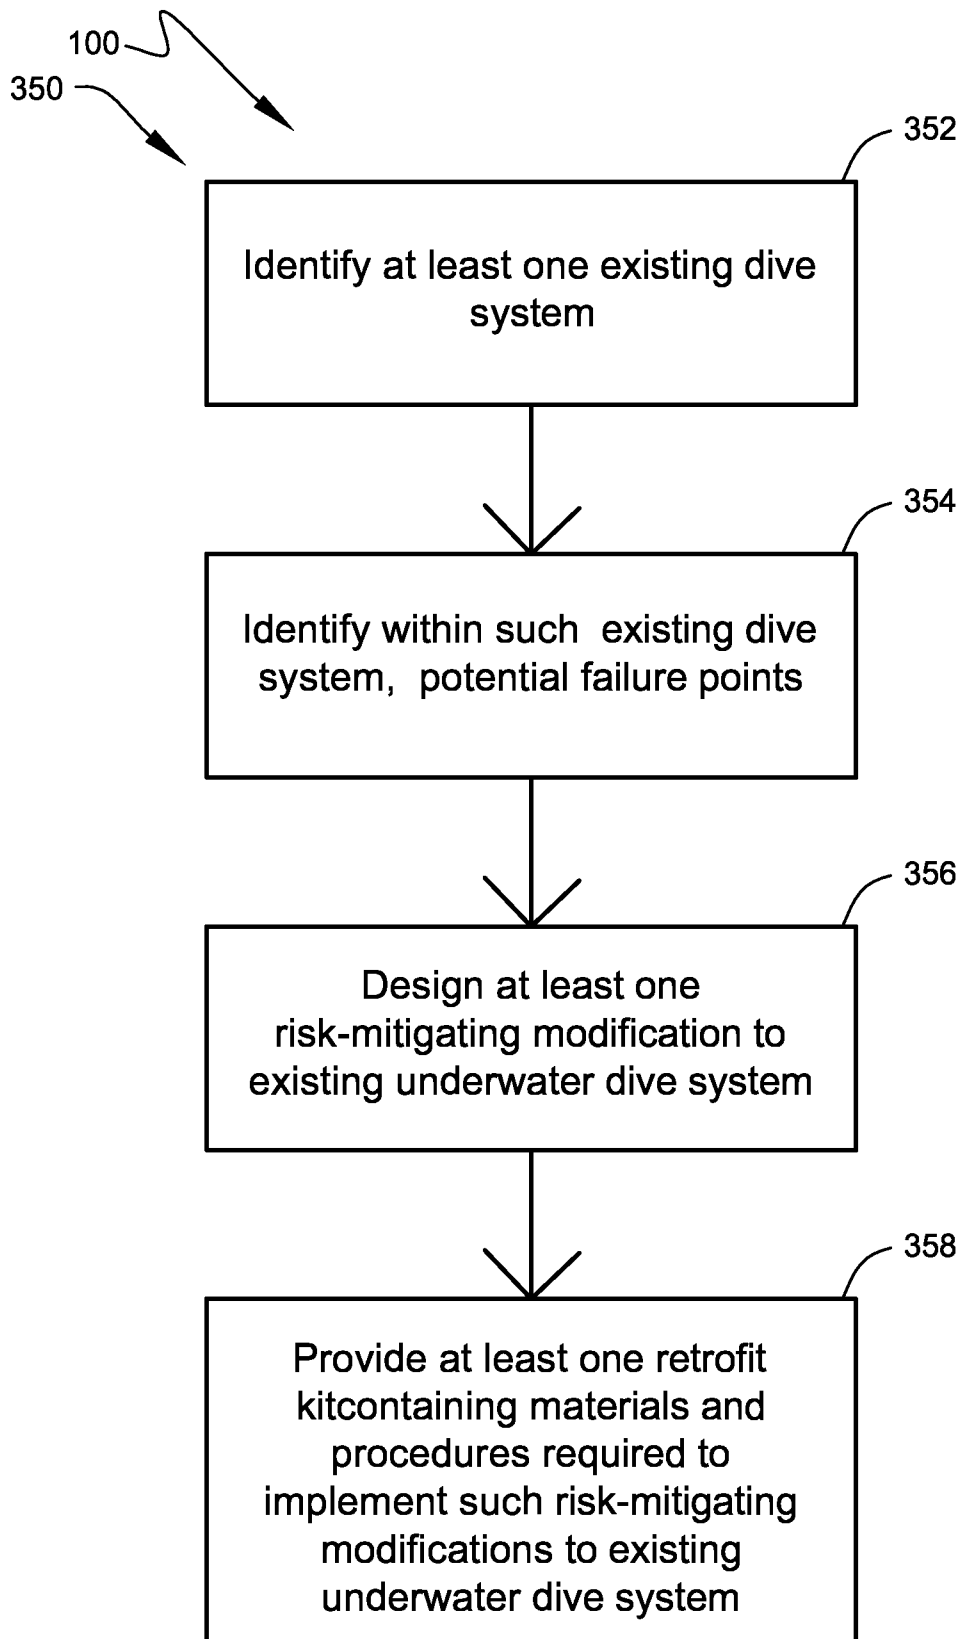 100
350
352
Identify at least one existing dive
system
354
Identify within such  existing dive
system,  potential failure points
356
Design at least one
risk-mitigating modification to
existing underwater dive system
358
Provide at least one retrofit
kitcontaining materials and
procedures required to
implement such risk-mitigating
modifications to existing
underwater dive system